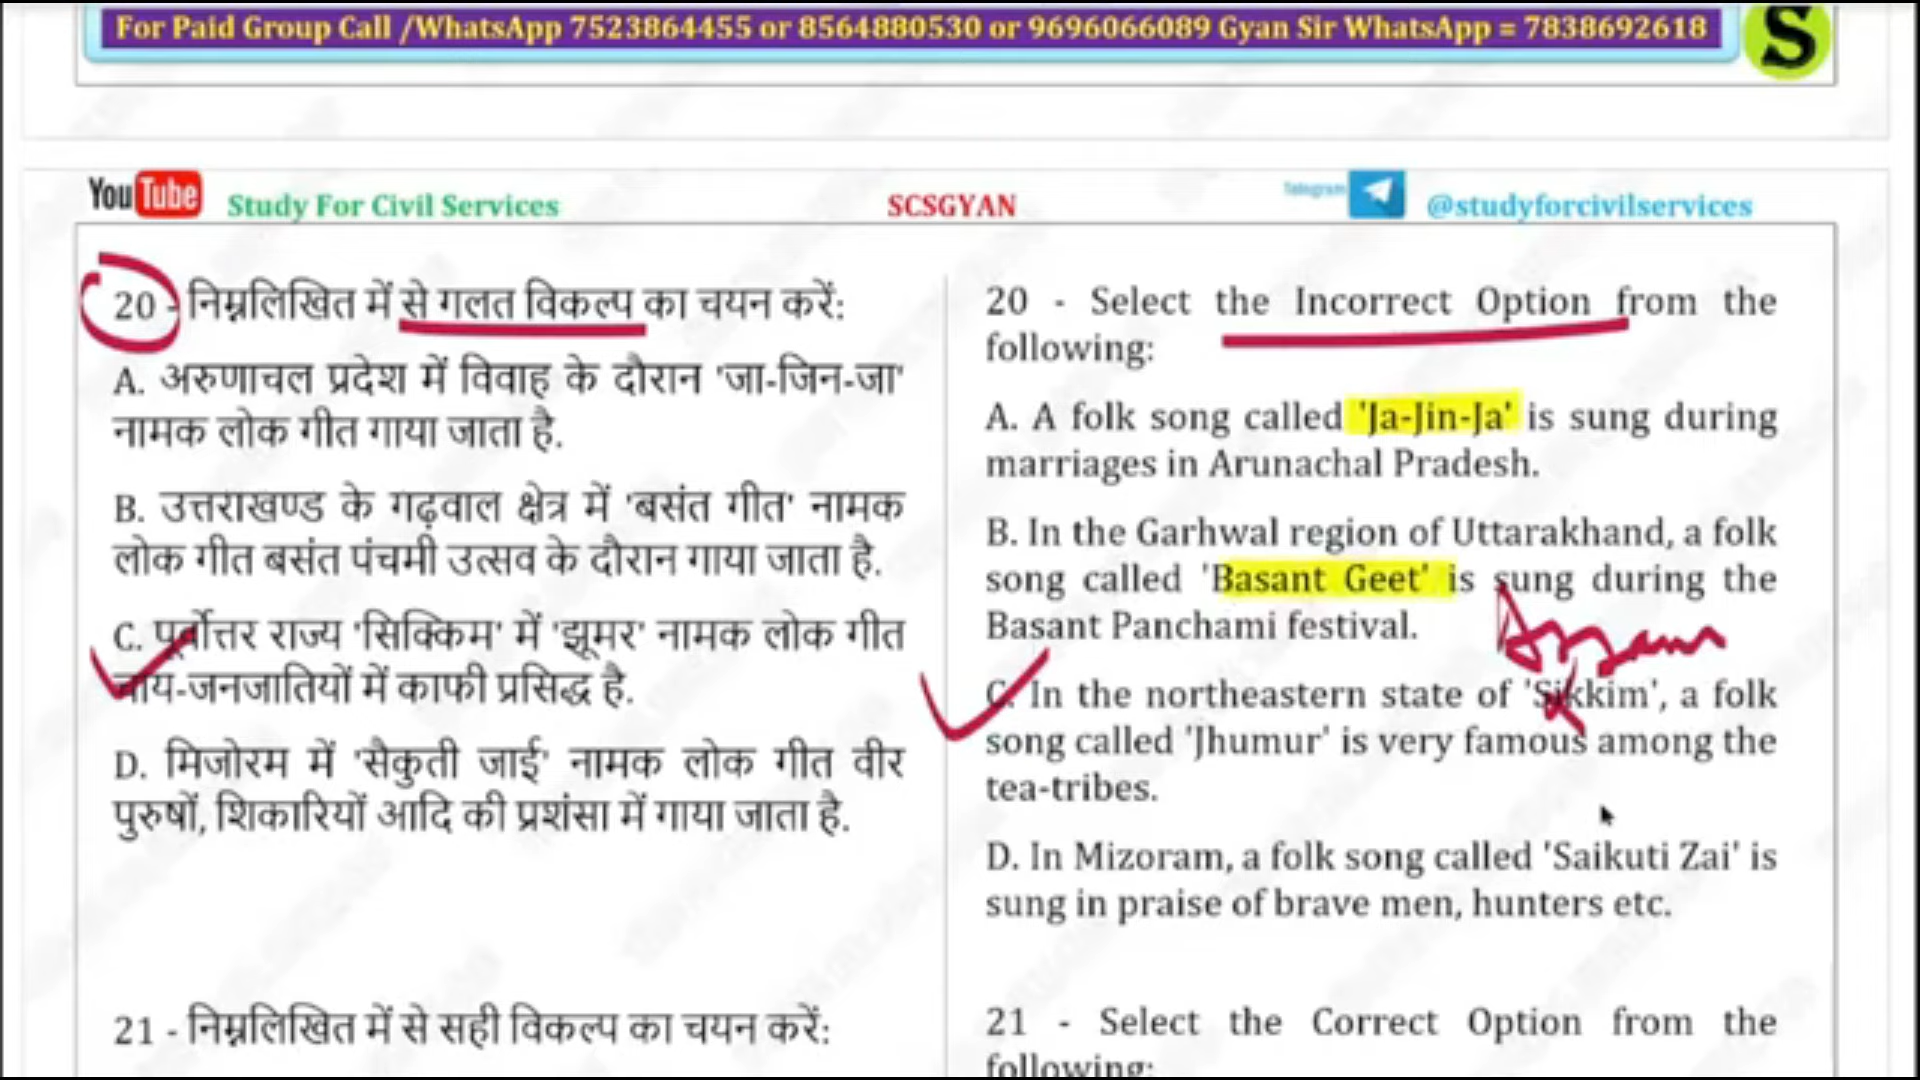 For Paid Group Call /WhatsApp 7523864455 or 8564880530 or 9696066089 Gyan Sir WhatsApp = 7838692618
S
YouTube
Study For Civil Services
SCSGYAN
Telegram
@studyforcivilservices
20 - निम्नलिखित में से गलत विकल्प का चयन करें:
A. अरुणाचल प्रदेश में विवाह के दौरान 'जा-जिन-जा'
नामक लोक गीत गाया जाता है.
B. उत्तराखण्ड के गढ़वाल क्षेत्र में 'बसंत गीत' नामक
लोक गीत बसंत पंचमी उत्सव के दौरान गाया जाता है.
C. पूर्वोत्तर राज्य 'सिक्किम' में 'झूमर' नामक लोक गीत
चाय-जनजातियों में काफी प्रसिद्ध है.
D. मिजोरम में 'सैकुती जाई' नामक लोक गीत वीर
पुरुषों, शिकारियों आदि की प्रशंसा में गाया जाता है.
21 - निम्नलिखित में से सही विकल्प का चयन करें:
20 - Select the Incorrect Option from the
following:
A. A folk song called 'Ja-Jin-Ja' is sung during
marriages in Arunachal Pradesh.
B. In the Garhwal region of Uttarakhand, a folk
song called 'Basant Geet' is sung during the
Basant Panchami festival.
Assam
C. In the northeastern state of 'Sikkim', a folk
song called 'Jhumur' is very famous among the
tea-tribes.
D. In Mizoram, a folk song called 'Saikuti Zai' is
sung in praise of brave men, hunters etc.
21 - Select the Correct Option from the
following: